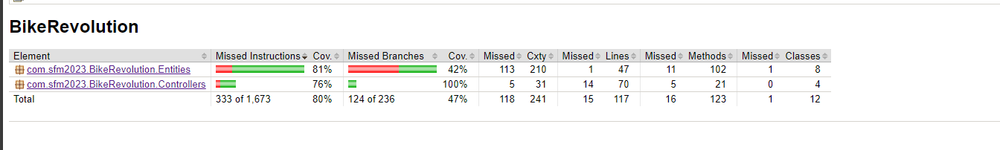 BikeRevolution
Element Missed Instructions Cov. Missed Branches Cov. Missed Cxty Missed Lines Missed Methods Missed Classes
com.sfm2023.BikeRevolution.Entities 81% 42% 113 210 1 47 11 102 1 8
com.sfm2023.BikeRevolution.Controllers 76% 100% 5 31 14 70 5 21 0 4
Total 333 of 1,673 80% 124 of 236 47% 118 241 15 117 16 123 1 12